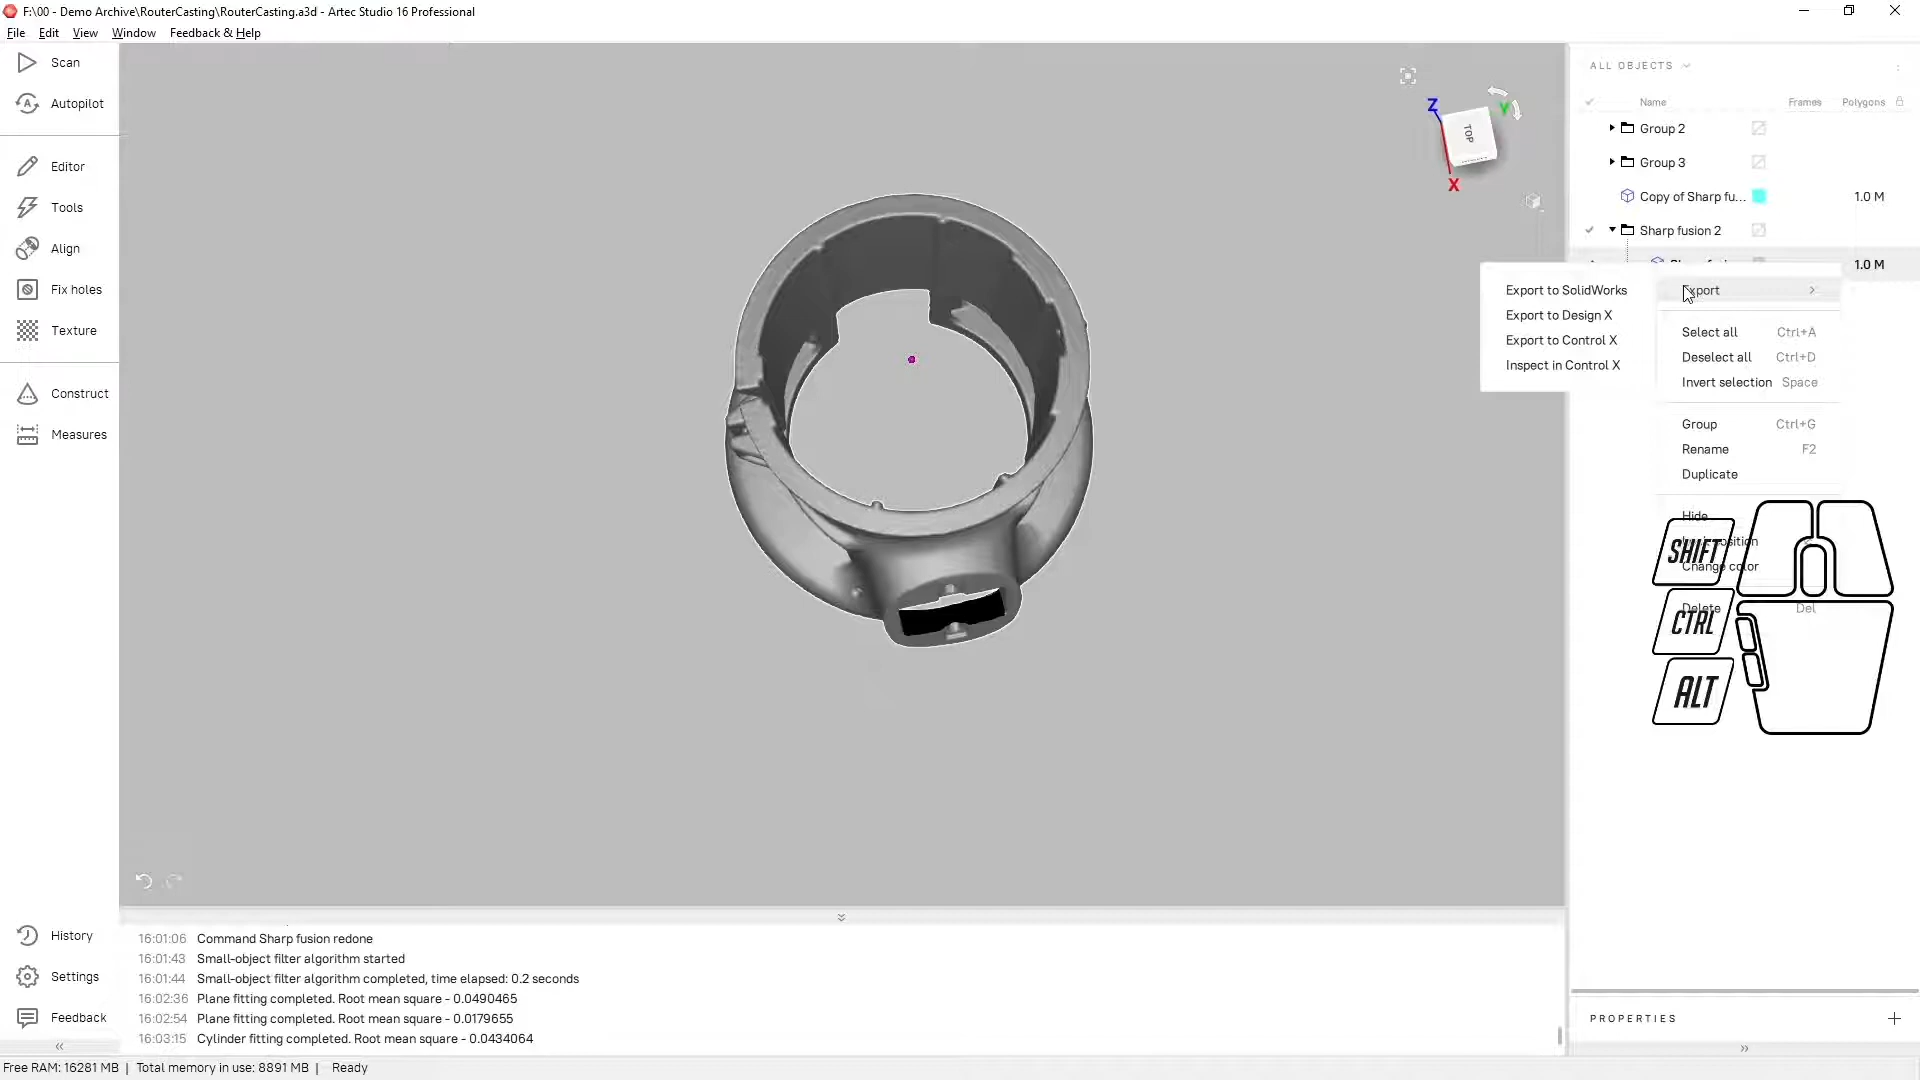 F:\00 - Demo Archive\RouterCasting\RouterCasting.a3d - Artec Studio 16 Professional
File Edit View Window Feedback & Help
Scan
Autopilot
Editor
Tools
Align
Fix holes
Texture
Construct
Measures
History
Settings
Feedback
Z
Y
X
TOP
ALL OBJECTS
Name Frames Polygons
Group 2
Group 3
Copy of Sharp fu... 1.0 M
Sharp fusion 2
1.0 M
Export to SolidWorks
Export to Design X
Export to Control X
Inspect in Control X
Export
Select all Ctrl+A
Deselect all Ctrl+D
Invert selection Space
Group Ctrl+G
Rename F2
Duplicate
Hide
Change color
Delete Del
SHIFT
CTRL
ALT
16:01:06 Command Sharp fusion redone
16:01:43 Small-object filter algorithm started
16:01:44 Small-object filter algorithm completed, time elapsed: 0.2 seconds
16:02:36 Plane fitting completed. Root mean square - 0.0490465
16:02:54 Plane fitting completed. Root mean square - 0.0179655
16:03:15 Cylinder fitting completed. Root mean square - 0.0434064
PROPERTIES
Free RAM: 16281 MB | Total memory in use: 8891 MB | Ready